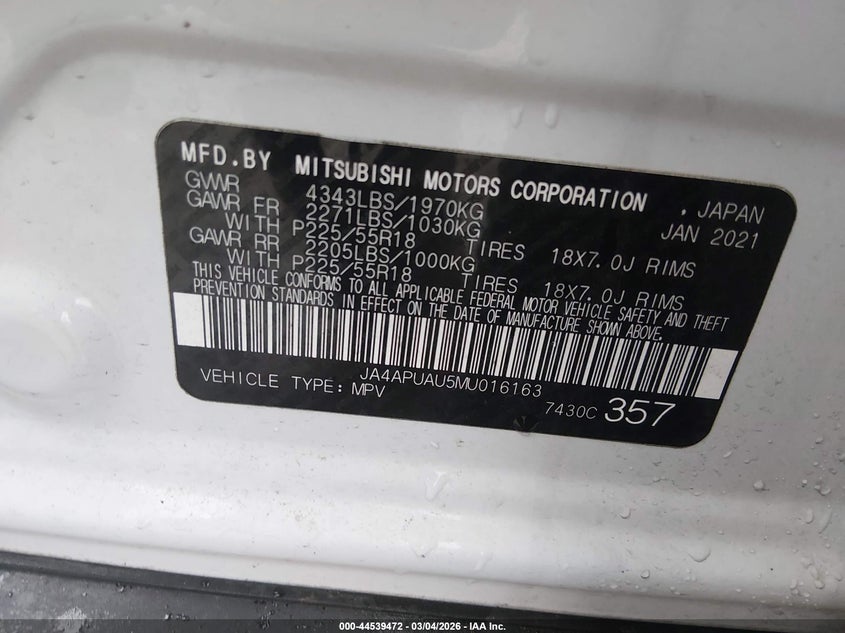 MFD.BY MITSUBISHI MOTORS CORPORATION , JAPAN
GVWR 4343LBS/1970KG JAN 2021
GAWR FR 2271LBS/1030KG
WITH P225/55R18 TIRES 18X7.0J RIMS
GAWR RR 2205LBS/1000KG
WITH P225/55R18 TIRES 18X7.0J RIMS
THIS VEHICLE CONFORMS TO ALL APPLICABLE FEDERAL MOTOR VEHICLE SAFETY AND THEFT
PREVENTION STANDARDS IN EFFECT ON THE DATE OF MANUFACTURE SHOWN ABOVE.
JA4APUAU5MU016163
VEHICLE TYPE: MPV 7430C 357
000-44539472 - 03/04/2026 - IAA Inc.